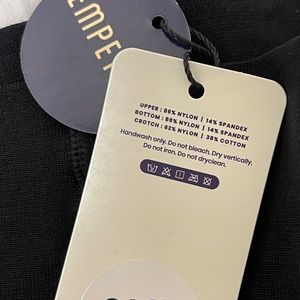 EMPE
UPPER : 86% NYLON | 14% SPANDEX
BOTTOM : 86% NYLON | 14% SPANDEX
CROTCH : 62% NYLON | 38% COTTON
Handwash only. Do not bleach. Dry vertically.
Do not iron. Do not dryclean.